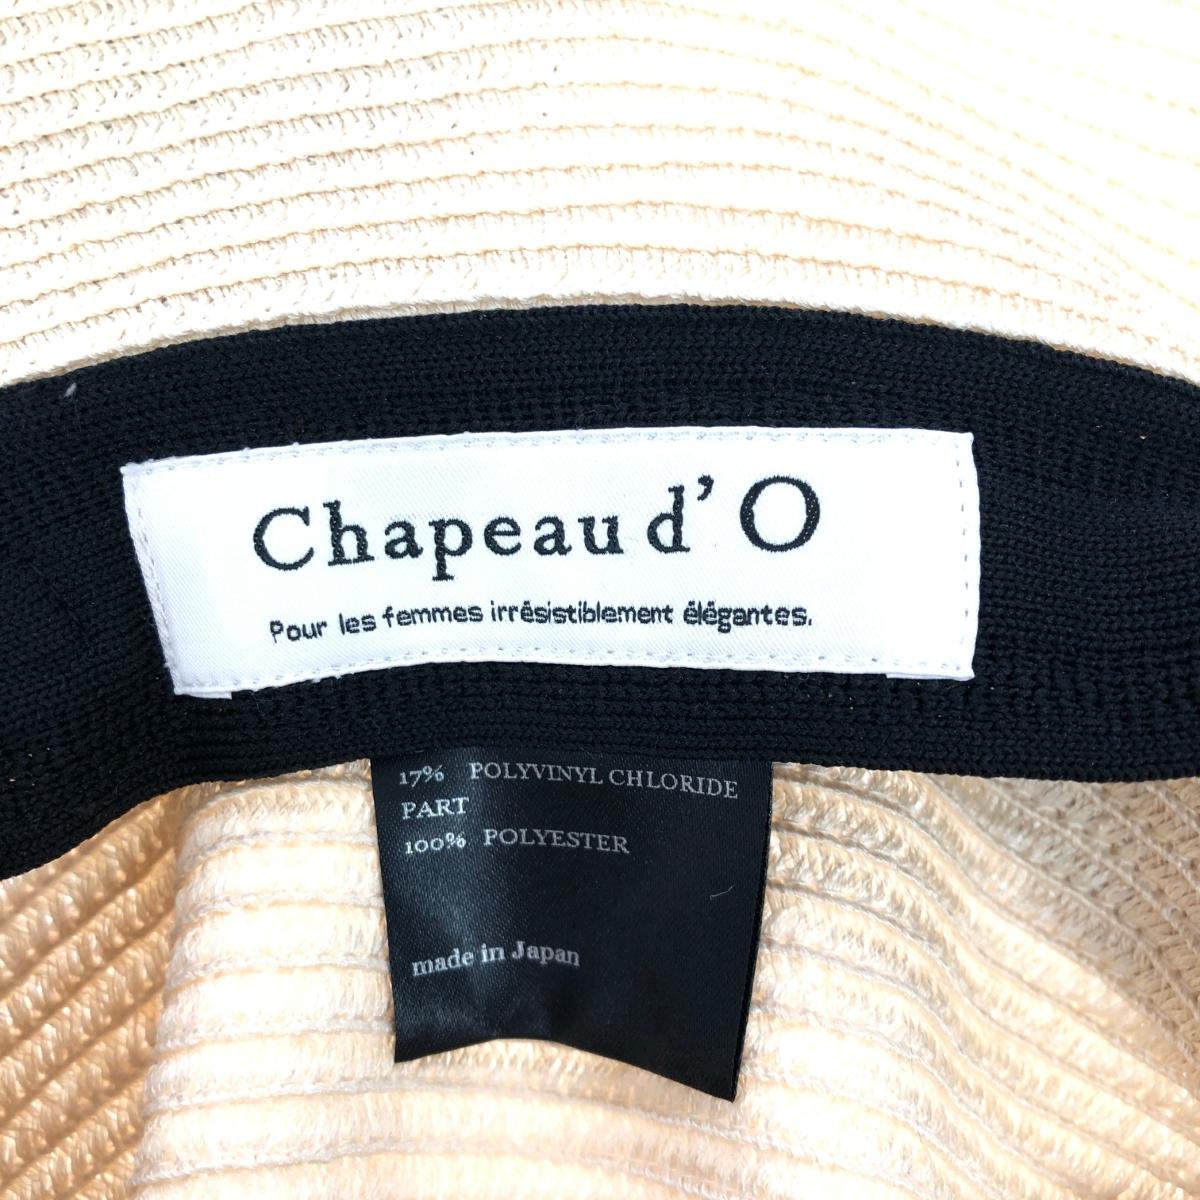 Chapeau d'O
Pour les femmes irrésistiblement élégantes.
17% POLYVINYL CHLORIDE
PART
100% POLYESTER
made in Japan